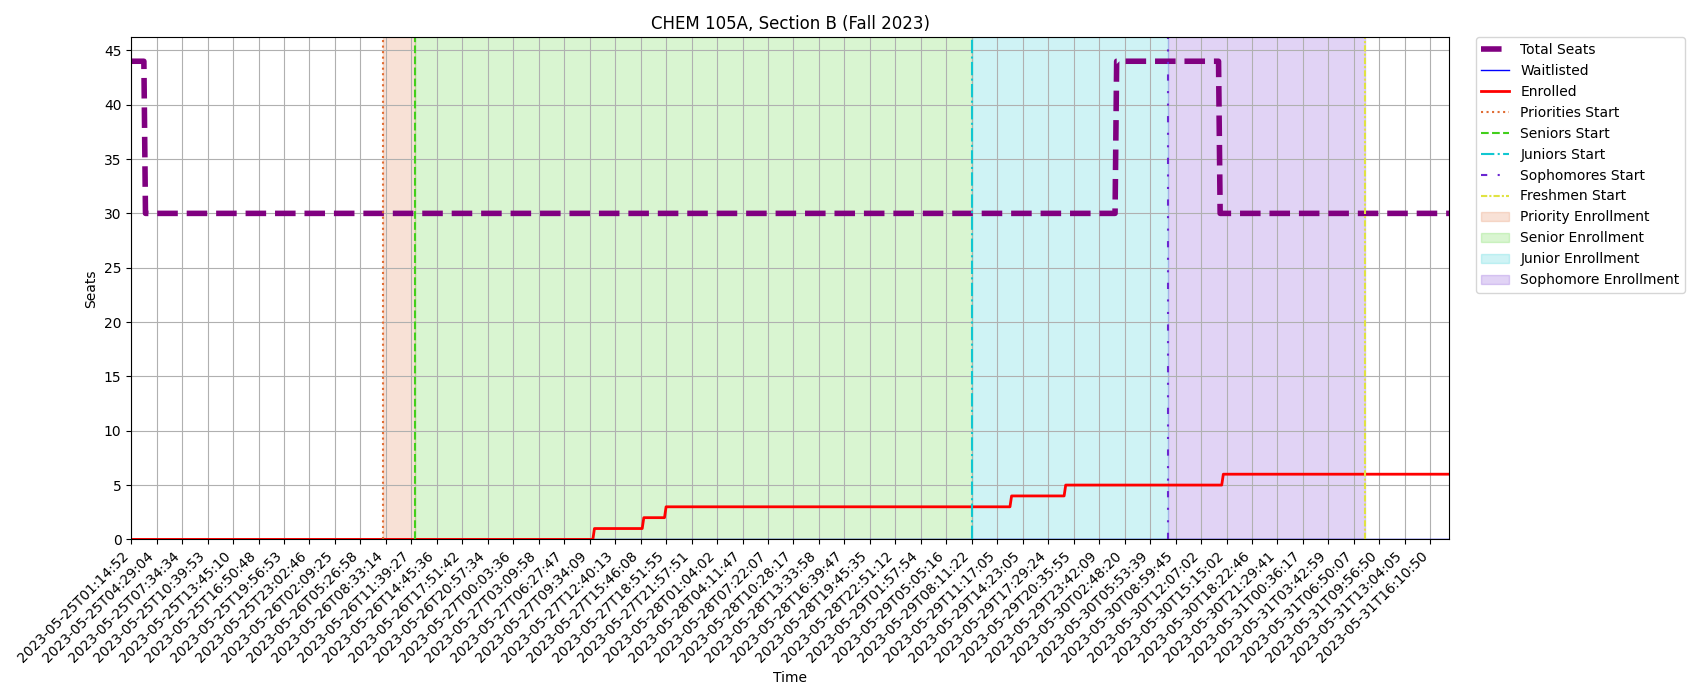 CHEM 105A, Section B (Fall 2023)
45
40
35
30
25
20
15
10
5
0
Seats
2023-05-25T01:14:52
2023-05-25T04:29:04
2023-05-25T07:34:34
2023-05-25T10:39:53
2023-05-25T13:45:10
2023-05-25T16:50:48
2023-05-25T19:56:53
2023-05-25T23:02:46
2023-05-26T02:09:25
2023-05-26T05:26:58
2023-05-26T08:33:14
2023-05-26T11:39:27
2023-05-26T14:45:36
2023-05-26T17:51:42
2023-05-26T20:57:34
2023-05-27T00:03:36
2023-05-27T03:09:58
2023-05-27T06:27:47
2023-05-27T09:34:09
2023-05-27T12:40:13
2023-05-27T15:46:08
2023-05-27T18:51:55
2023-05-27T21:57:51
2023-05-28T01:04:02
2023-05-28T04:11:47
2023-05-28T07:22:07
2023-05-28T10:28:17
2023-05-28T13:33:58
2023-05-28T16:39:47
2023-05-28T19:45:35
2023-05-28T22:51:12
2023-05-29T01:57:54
2023-05-29T05:05:16
2023-05-29T08:11:22
2023-05-29T11:17:05
2023-05-29T14:23:05
2023-05-29T17:29:24
2023-05-29T20:35:55
2023-05-29T23:42:09
2023-05-30T02:48:20
2023-05-30T05:53:39
2023-05-30T08:59:45
2023-05-30T12:07:02
2023-05-30T15:15:02
2023-05-30T18:22:46
2023-05-30T21:29:41
2023-05-31T00:36:17
2023-05-31T03:42:59
2023-05-31T06:50:07
2023-05-31T09:56:50
2023-05-31T13:04:05
2023-05-31T16:10:50
Time
Total Seats
Waitlisted
Enrolled
Priorities Start
Seniors Start
Juniors Start
Sophomores Start
Freshmen Start
Priority Enrollment
Senior Enrollment
Junior Enrollment
Sophomore Enrollment